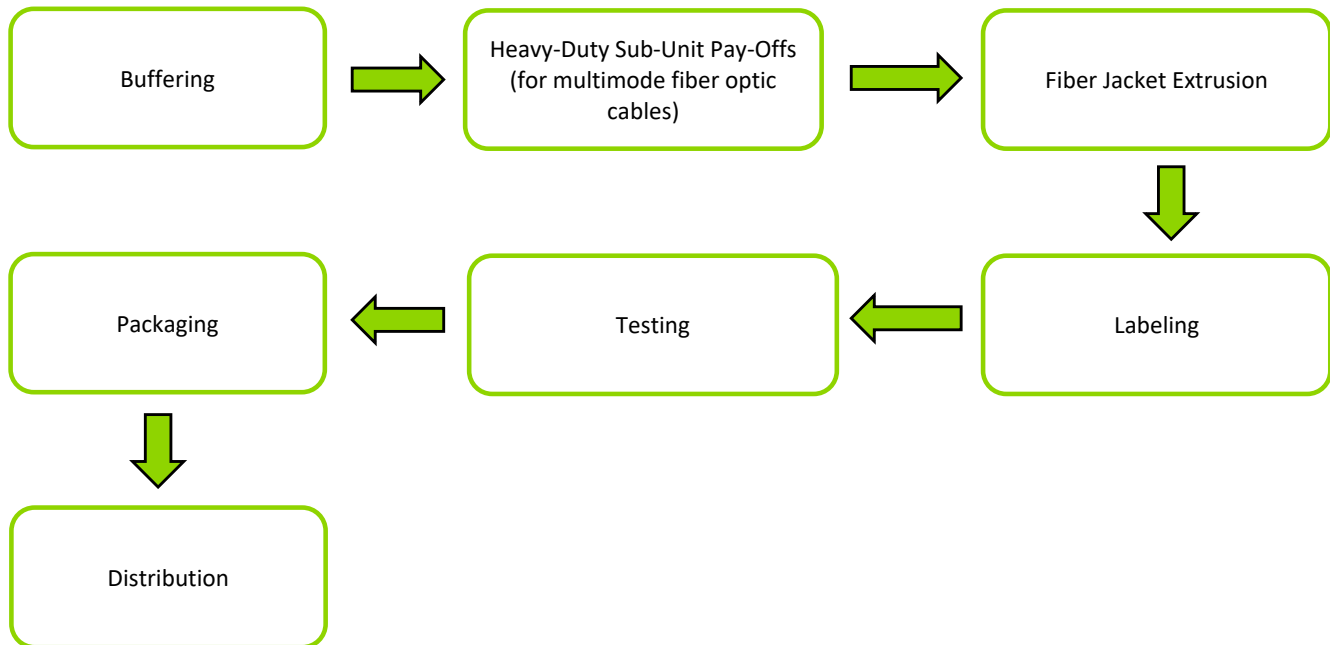 Buffering
Heavy-Duty Sub-Unit Pay-Offs
(for multimode fiber optic
cables)
Fiber Jacket Extrusion
Labeling
Testing
Packaging
Distribution